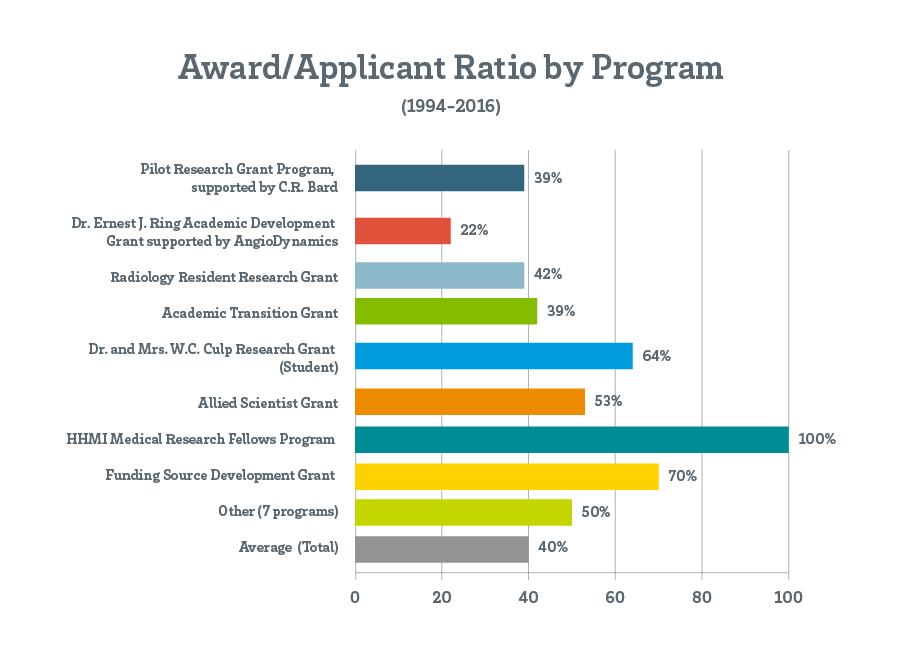 Award/Applicant Ratio by Program
(1994-2016)
Pilot Research Grant Program,
supported by C.R. Bard
39%
Dr. Ernest J. Ring Academic Development
Grant supported by AngioDynamics
22%
Radiology Resident Research Grant
42%
Academic Transition Grant
39%
Dr. and Mrs. W.C. Culp Research Grant
(Student)
64%
Allied Scientist Grant
53%
HHMI Medical Research Fellows Program
100%
Funding Source Development Grant
70%
Other (7 programs)
50%
Average (Total)
40%
0 20 40 60 80 100